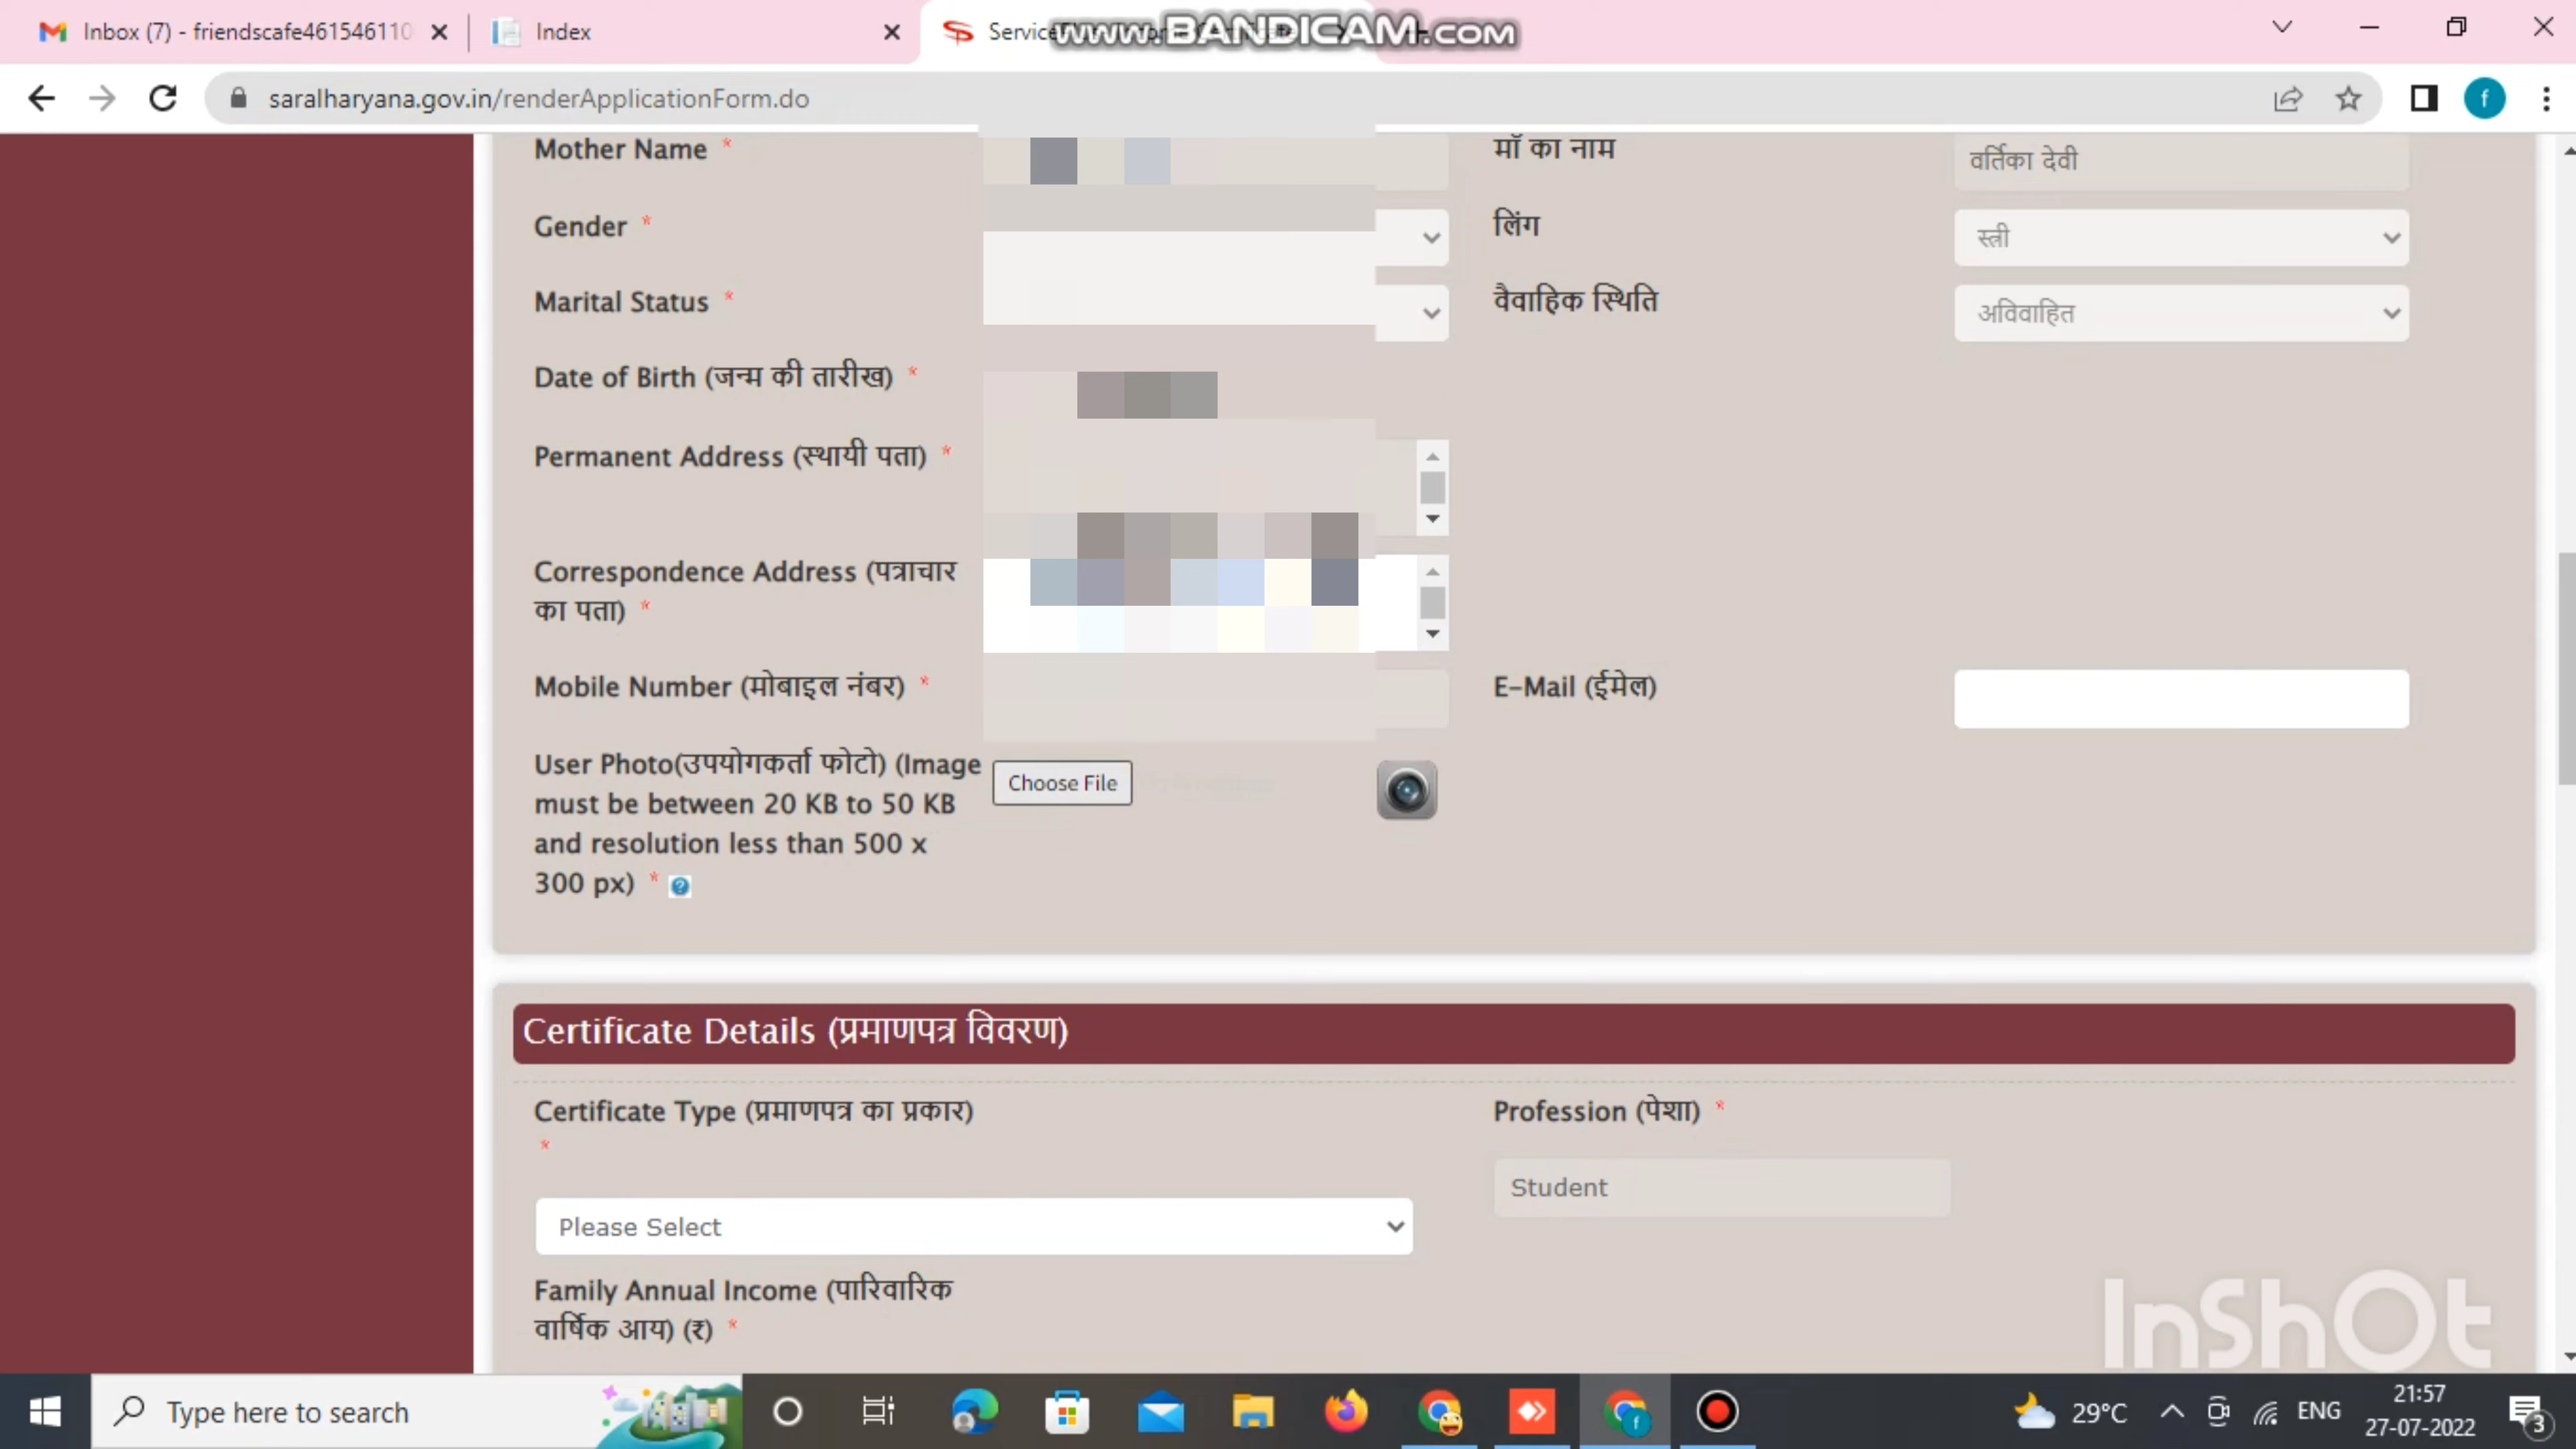 Inbox (7) - friendscafe461546110
Index
Service
www.BANDICAM.com
saralharyana.gov.in/renderApplicationForm.do
f
Mother Name *
माँ का नाम
वर्तिका देवी
Gender *
लिंग
स्त्री
Marital Status *
वैवाहिक स्थिति
अविवाहित
Date of Birth (जन्म की तारीख) *
Permanent Address (स्थायी पता) *
Correspondence Address (पत्राचार
का पता) *
Mobile Number (मोबाइल नंबर) *
E-Mail (ईमेल)
User Photo(उपयोगकर्ता फोटो) (Image
must be between 20 KB to 50 KB
and resolution less than 500 x
300 px) * ?
Choose File
Certificate Details (प्रमाणपत्र विवरण)
Certificate Type (प्रमाणपत्र का प्रकार)
*
Please Select
Profession (पेशा) *
Student
Family Annual Income (पारिवारिक
वार्षिक आय) (₹) *
InShOt
Type here to search
f
29°C
ENG
21:57
27-07-2022
3